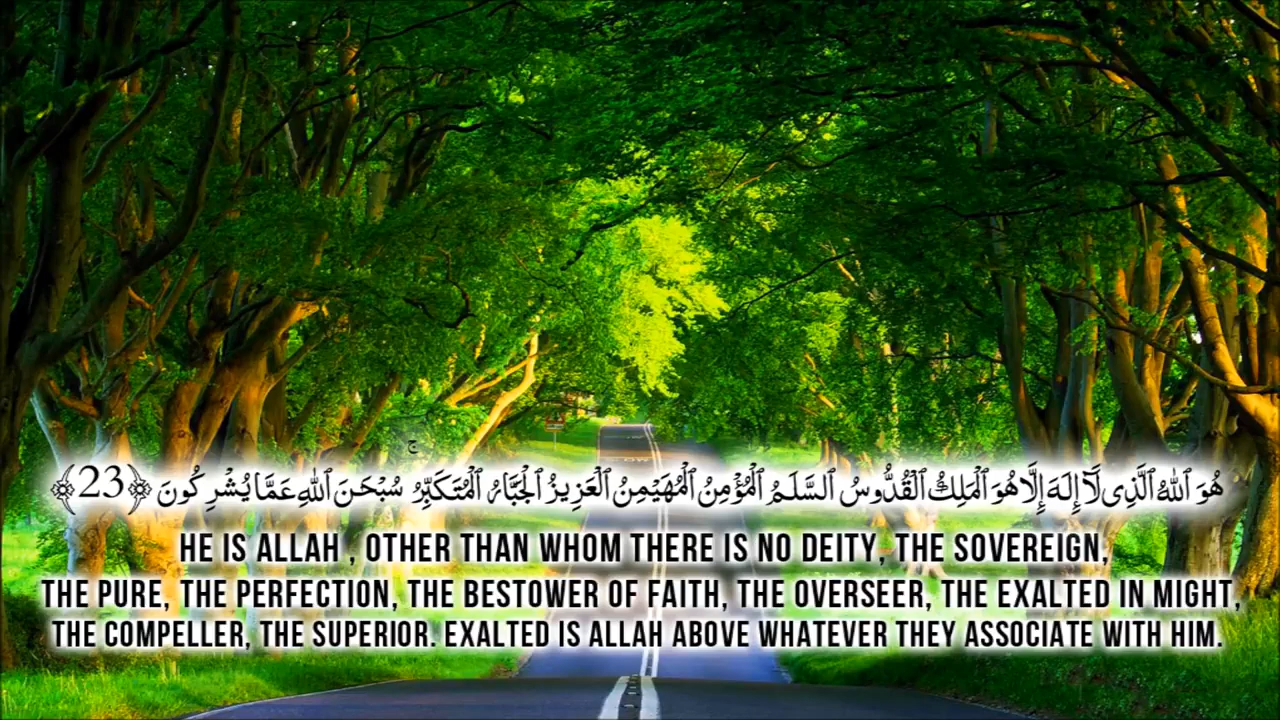 هُوَ ٱللَّهُ ٱلَّذِى لَآ إِلَـٰهَ إِلَّا هُوَ ٱلْمَلِكُ ٱلْقُدُّوسُ ٱلسَّلَـٰمُ ٱلْمُؤْمِنُ ٱلْمُهَيْمِنُ ٱلْعَزِيزُ ٱلْجَبَّارُ ٱلْمُتَكَبِّرُ ۚ سُبْحَـٰنَ ٱللَّهِ عَمَّا يُشْرِكُونَ ﴿23﴾
HE IS ALLAH , OTHER THAN WHOM THERE IS NO DEITY, THE SOVEREIGN,
THE PURE, THE PERFECTION, THE BESTOWER OF FAITH, THE OVERSEER, THE EXALTED IN MIGHT,
THE COMPELLER, THE SUPERIOR. EXALTED IS ALLAH ABOVE WHATEVER THEY ASSOCIATE WITH HIM.